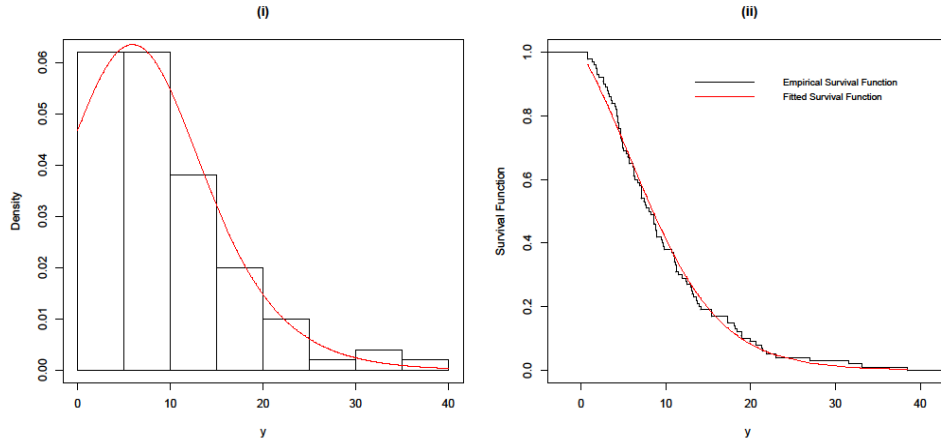 (i)
Density
0.00 0.01 0.02 0.03 0.04 0.05 0.06
0 10 20 30 40
y
(ii)
Survival Function
0.0 0.2 0.4 0.6 0.8 1.0
Empirical Survival Function
Fitted Survival Function
0 10 20 30 40
y